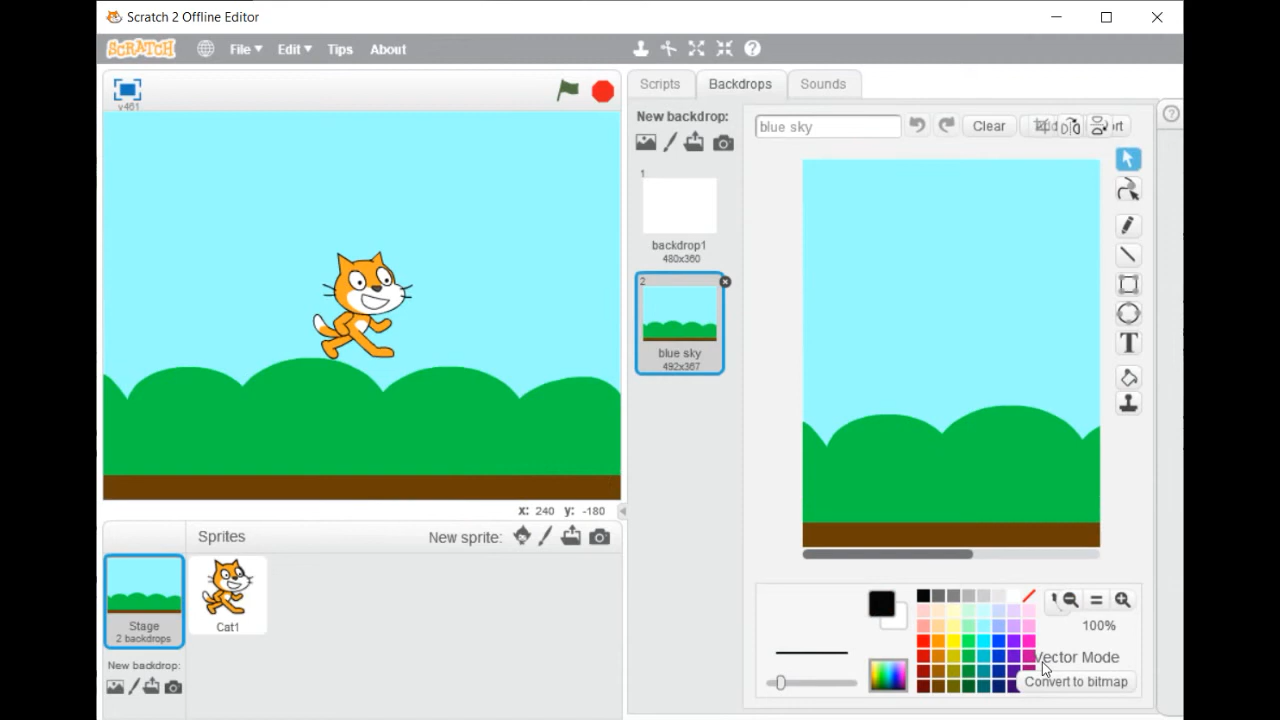 Scratch 2 Offline Editor
SCRATCH File Edit Tips About
v461
Scripts Backdrops Sounds
New backdrop:
blue sky
Clear
1
backdrop1
480x360
2
blue sky
492x367
x: 240 y: -180
Sprites
New sprite:
Stage
2 backdrops
Cat1
New backdrop:
T
100%
Vector Mode
Convert to bitmap